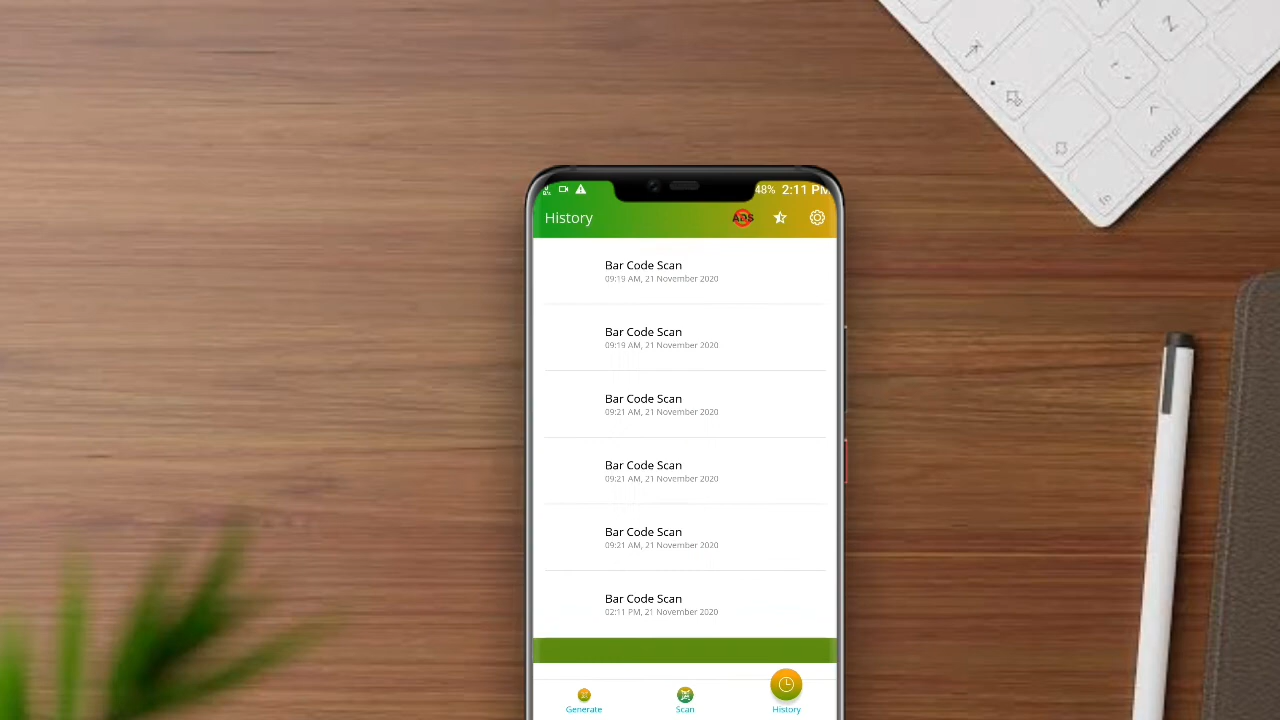 48% 2:11 PM
History
ADS
Bar Code Scan
09:19 AM, 21 November 2020
Bar Code Scan
09:19 AM, 21 November 2020
Bar Code Scan
09:21 AM, 21 November 2020
Bar Code Scan
09:21 AM, 21 November 2020
Bar Code Scan
09:21 AM, 21 November 2020
Bar Code Scan
02:11 PM, 21 November 2020
Generate
Scan
History
Z
control
fn